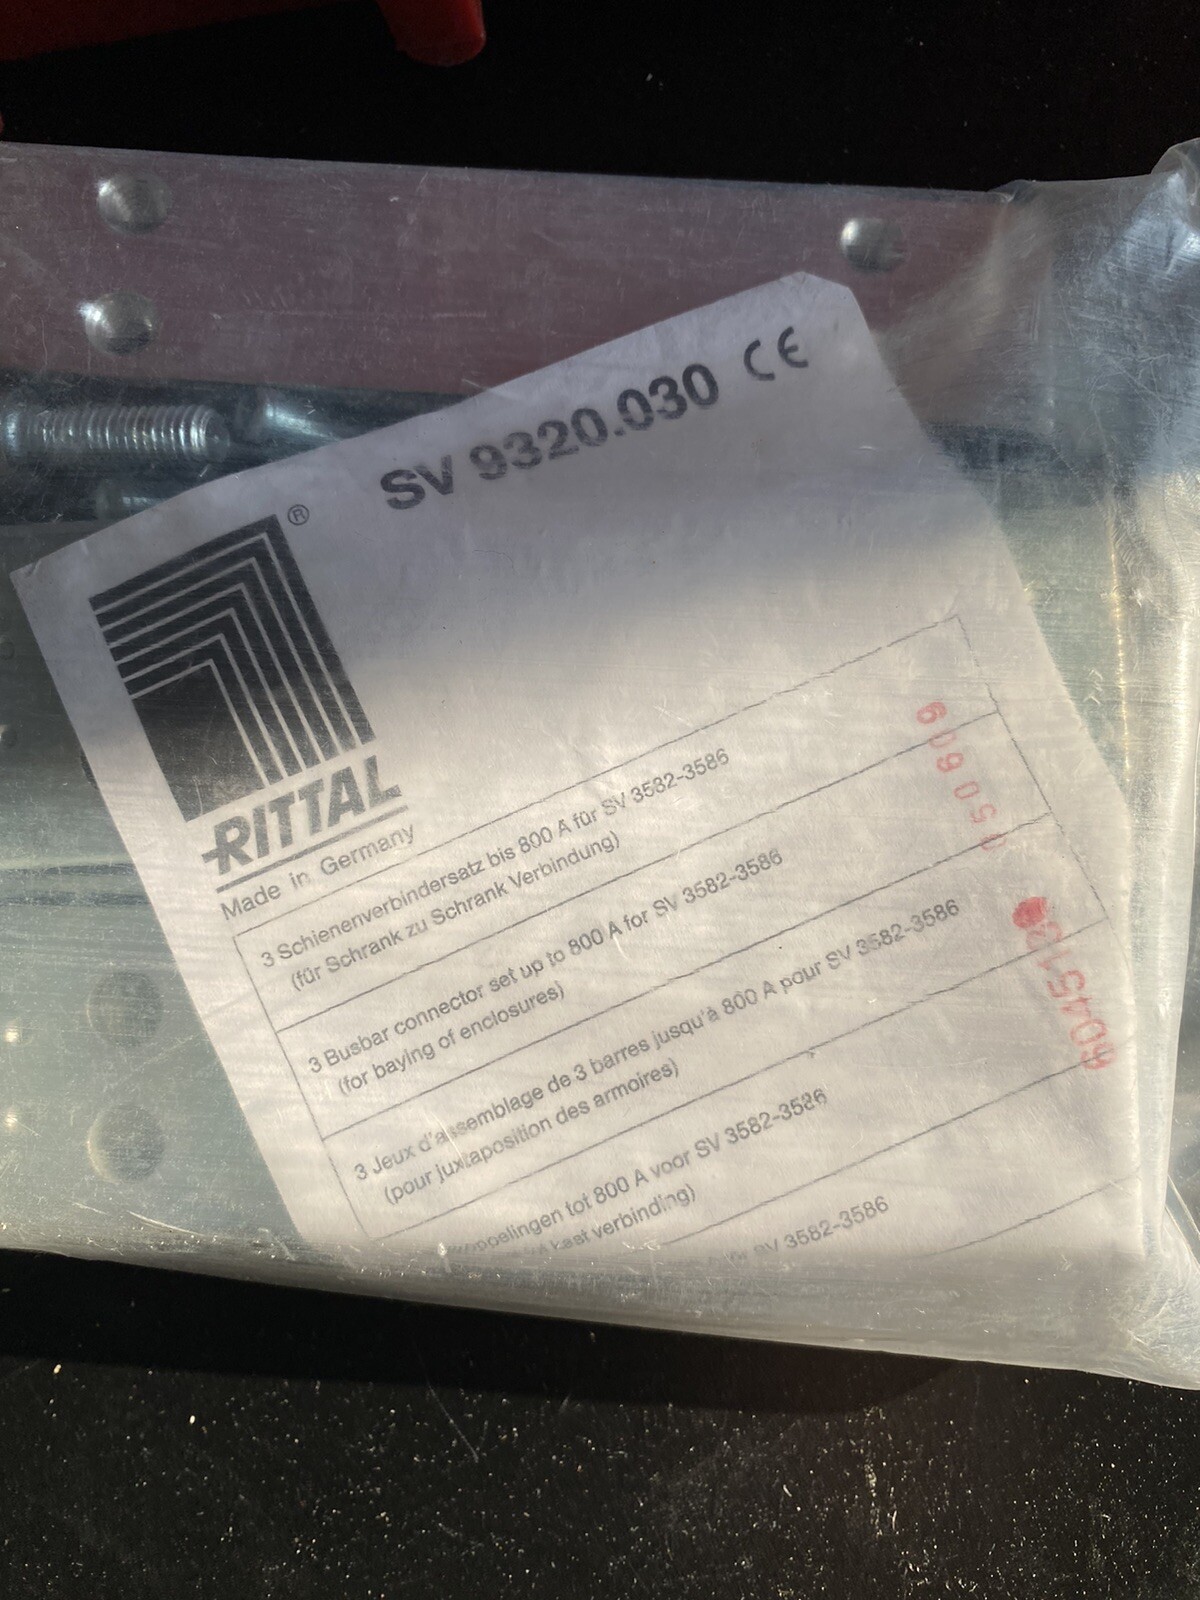 SV 9320.030 CE
®
RITTAL
Made in Germany
3 Schienenverbindersatz bis 800 A für SV 3582-3586
(für Schrank zu Schrank Verbindung)
3 Busbar connector set up to 800 A for SV 3582-3586
(for baying of enclosures)
3 Jeux d'assemblage de 3 barres jusqu'à 800 A pour SV 3582-3586
(pour juxtaposition des armoires)
tot 800 A voor SV 3582-3586
kast verbinding)
SV 3582-3586